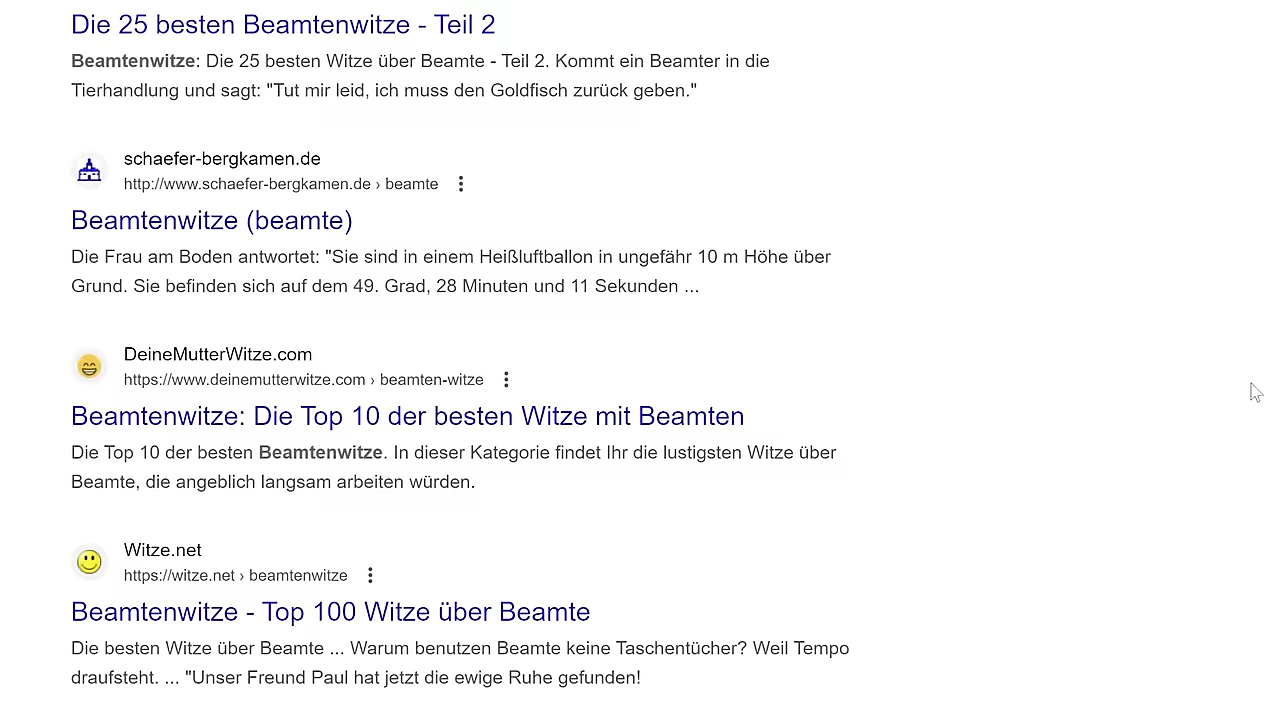 Die 25 besten Beamtenwitze - Teil 2
Beamtenwitze: Die 25 besten Witze über Beamte - Teil 2. Kommt ein Beamter in die
Tierhandlung und sagt: "Tut mir leid, ich muss den Goldfisch zurück geben."
schaefer-bergkamen.de
http://www.schaefer-bergkamen.de › beamte
Beamtenwitze (beamte)
Die Frau am Boden antwortet: "Sie sind in einem Heißluftballon in ungefähr 10 m Höhe über
Grund. Sie befinden sich auf dem 49. Grad, 28 Minuten und 11 Sekunden ...
DeineMutterWitze.com
https://www.deinemutterwitze.com › beamten-witze
Beamtenwitze: Die Top 10 der besten Witze mit Beamten
Die Top 10 der besten Beamtenwitze. In dieser Kategorie findet Ihr die lustigsten Witze über
Beamte, die angeblich langsam arbeiten würden.
Witze.net
https://witze.net › beamtenwitze
Beamtenwitze - Top 100 Witze über Beamte
Die besten Witze über Beamte ... Warum benutzen Beamte keine Taschentücher? Weil Tempo
draufsteht. ... "Unser Freund Paul hat jetzt die ewige Ruhe gefunden!